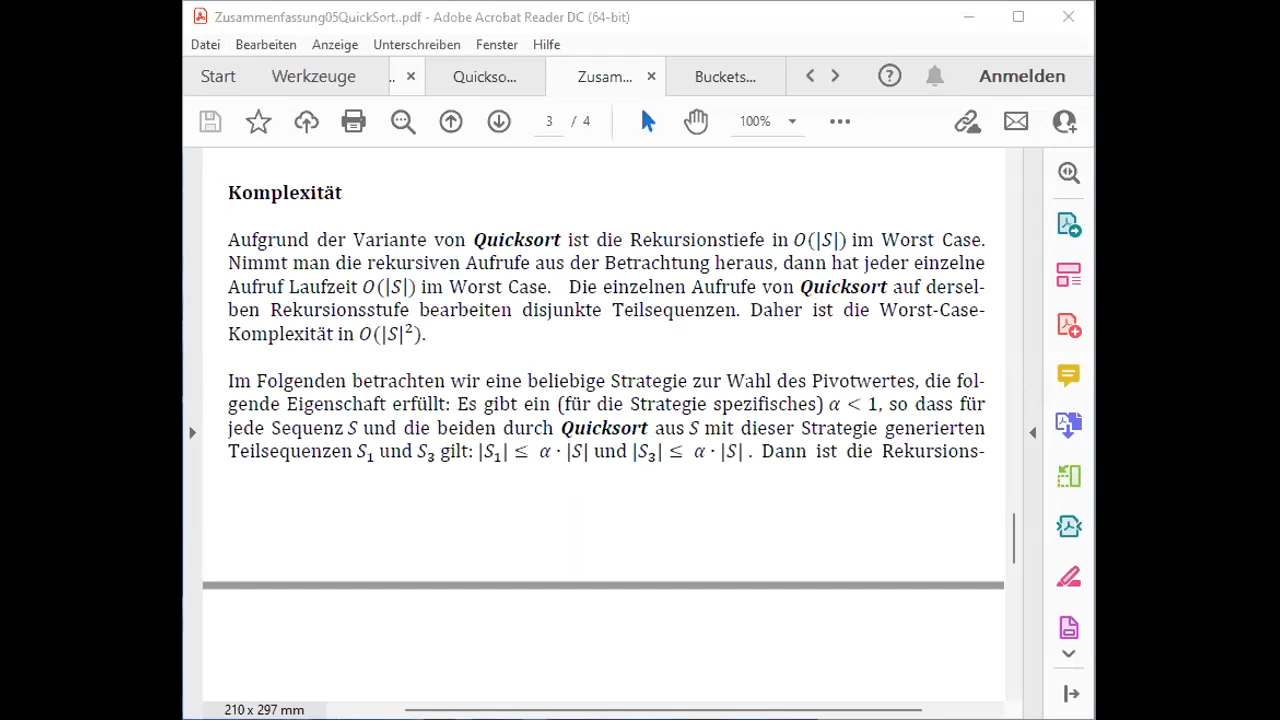 Zusammenfassung05QuickSort..pdf - Adobe Acrobat Reader DC (64-bit)
Datei Bearbeiten Anzeige Unterschreiben Fenster Hilfe
Start Werkzeuge .. × Quickso... Zusam... × Buckets... Anmelden
3 / 4 100%
Komplexität
Aufgrund der Variante von Quicksort ist die Rekursionstiefe in O(|S|) im Worst Case.
Nimmt man die rekursiven Aufrufe aus der Betrachtung heraus, dann hat jeder einzelne
Aufruf Laufzeit O(|S|) im Worst Case. Die einzelnen Aufrufe von Quicksort auf dersel-
ben Rekursionsstufe bearbeiten disjunkte Teilsequenzen. Daher ist die Worst-Case-
Komplexität in O(|S|²).
Im Folgenden betrachten wir eine beliebige Strategie zur Wahl des Pivotwertes, die fol-
gende Eigenschaft erfüllt: Es gibt ein (für die Strategie spezifisches) α < 1, so dass für
jede Sequenz S und die beiden durch Quicksort aus S mit dieser Strategie generierten
Teilsequenzen S₁ und S₃ gilt: |S₁| ≤ α · |S| und |S₃| ≤ α · |S| . Dann ist die Rekursions-
210 x 297 mm